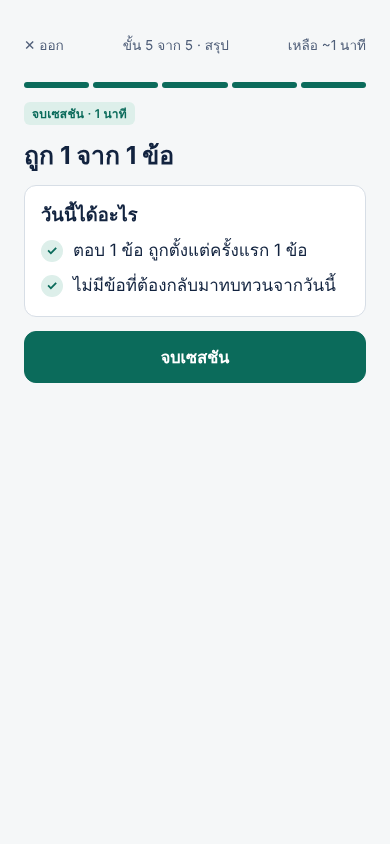 ✕ ออก
ขั้น 5 จาก 5 · สรุป
เหลือ ~1 นาที
จบเซสชัน · 1 นาที
ถูก 1 จาก 1 ข้อ
วันนี้ได้อะไร
ตอบ 1 ข้อ ถูกตั้งแต่ครั้งแรก 1 ข้อ
ไม่มีข้อที่ต้องกลับมาทบทวนจากวันนี้
จบเซสชัน